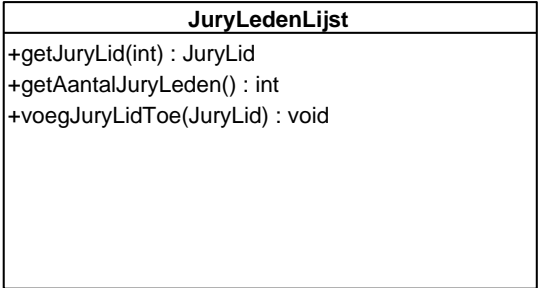 JuryLedenLijst
+getJuryLid(int) : JuryLid
+getAantalJuryLeden() : int
+voegJuryLidToe(JuryLid) : void